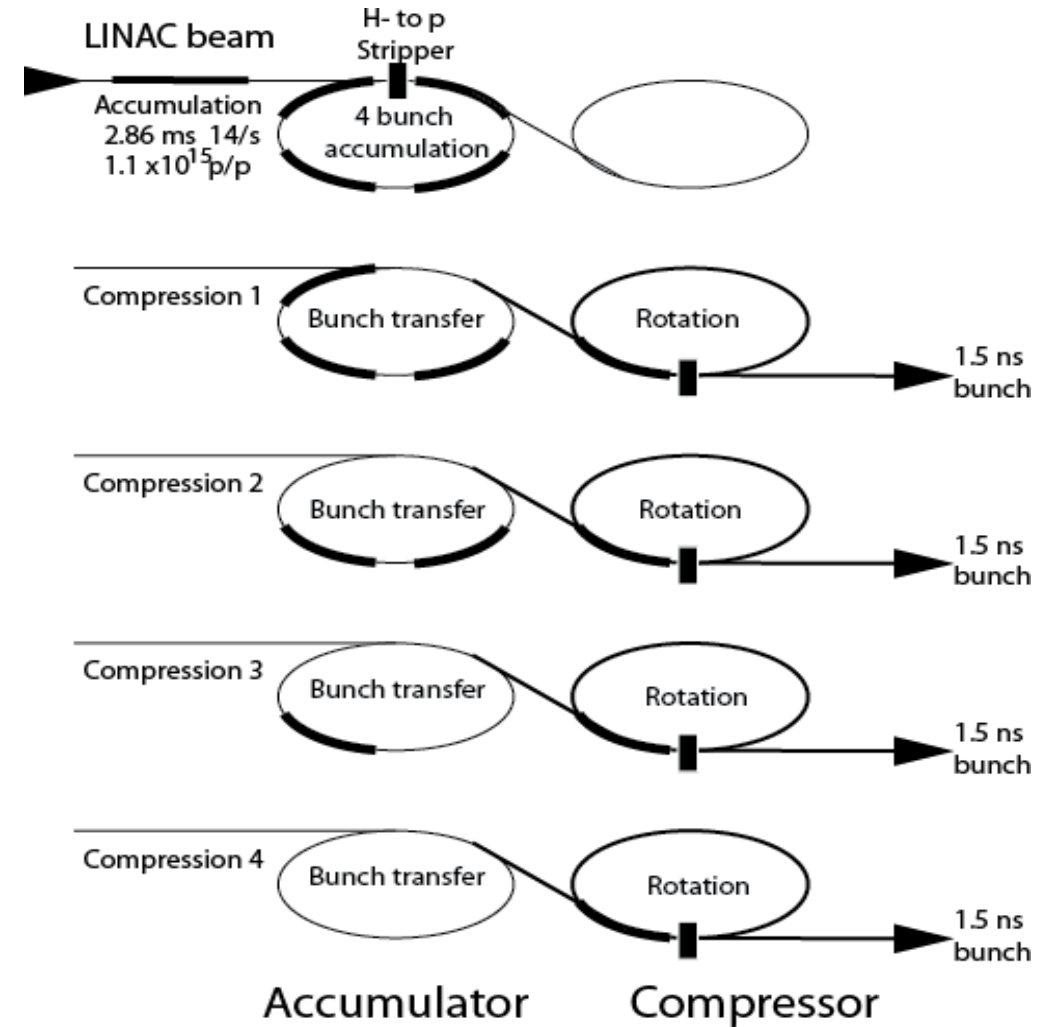 LINAC beam
H- to p
Stripper
Accumulation
2.86 ms 14/s
1.1 x10¹⁵p/p
4 bunch
accumulation
Compression 1
Bunch transfer
Rotation
1.5 ns
bunch
Compression 2
Bunch transfer
Rotation
1.5 ns
bunch
Compression 3
Bunch transfer
Rotation
1.5 ns
bunch
Compression 4
Bunch transfer
Rotation
1.5 ns
bunch
Accumulator
Compressor